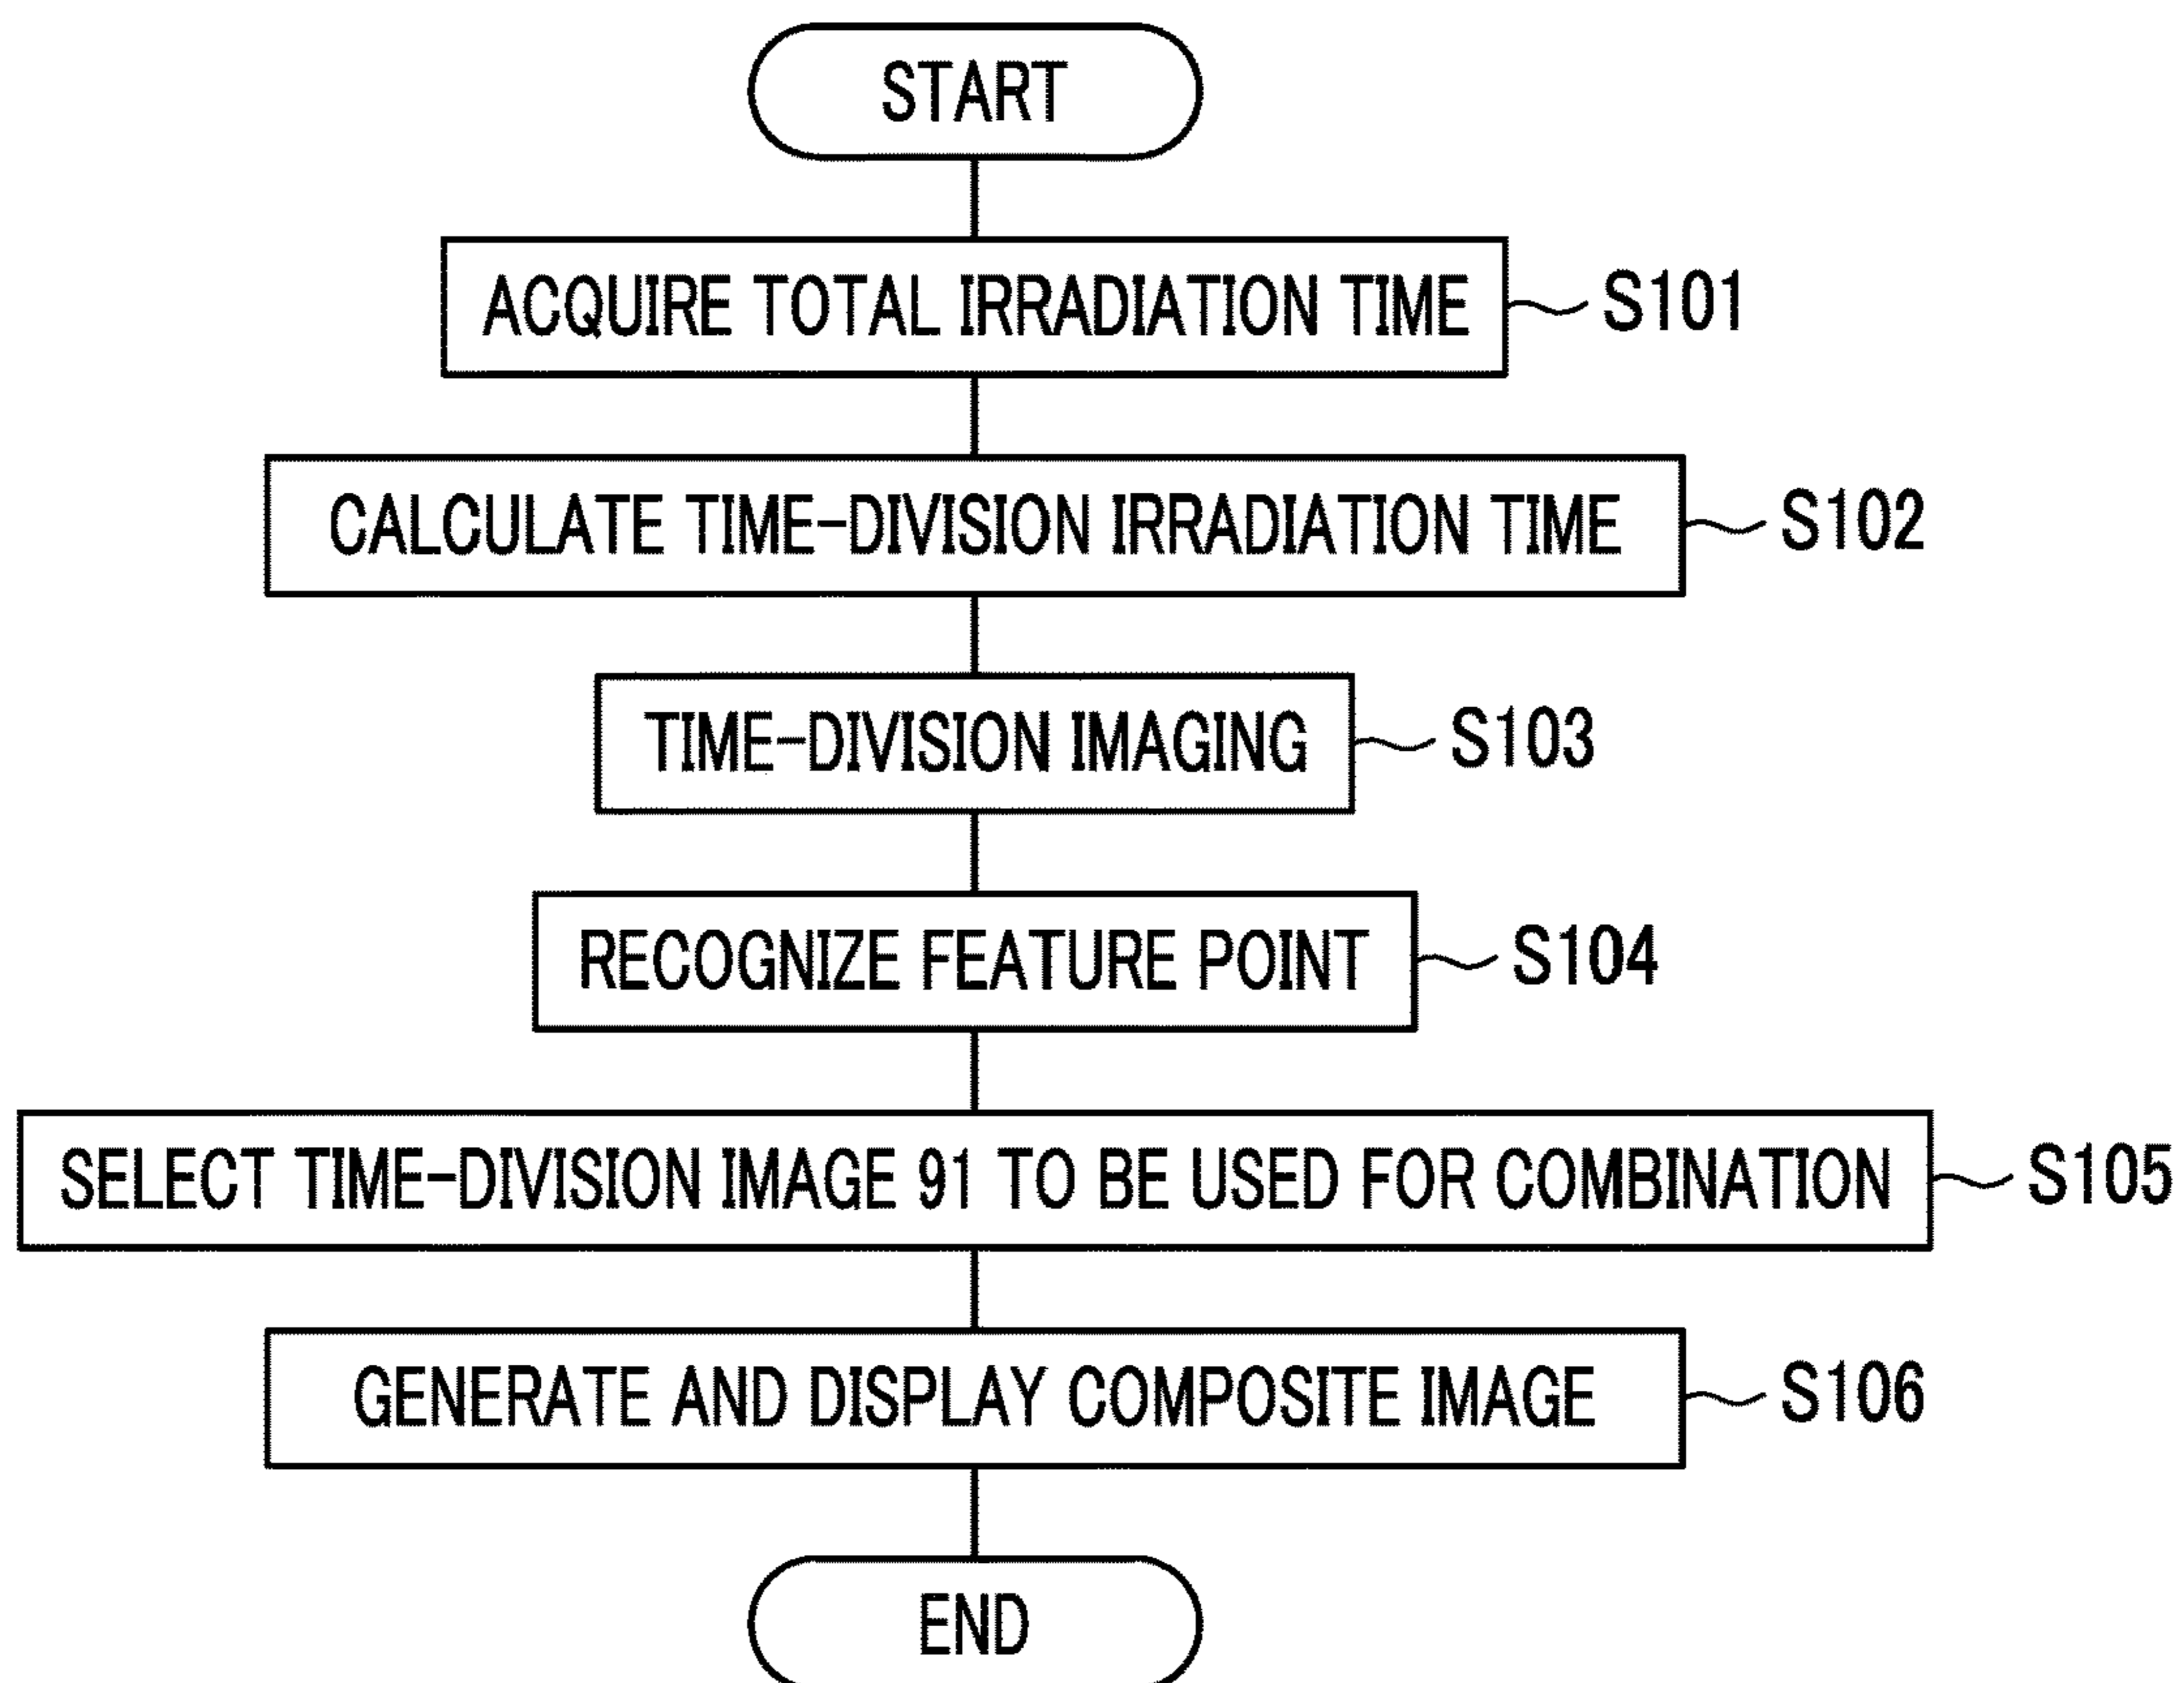 START
ACQUIRE TOTAL IRRADIATION TIME S101
CALCULATE TIME-DIVISION IRRADIATION TIME S102
TIME-DIVISION IMAGING S103
RECOGNIZE FEATURE POINT S104
SELECT TIME-DIVISION IMAGE 91 TO BE USED FOR COMBINATION S105
GENERATE AND DISPLAY COMPOSITE IMAGE S106
END